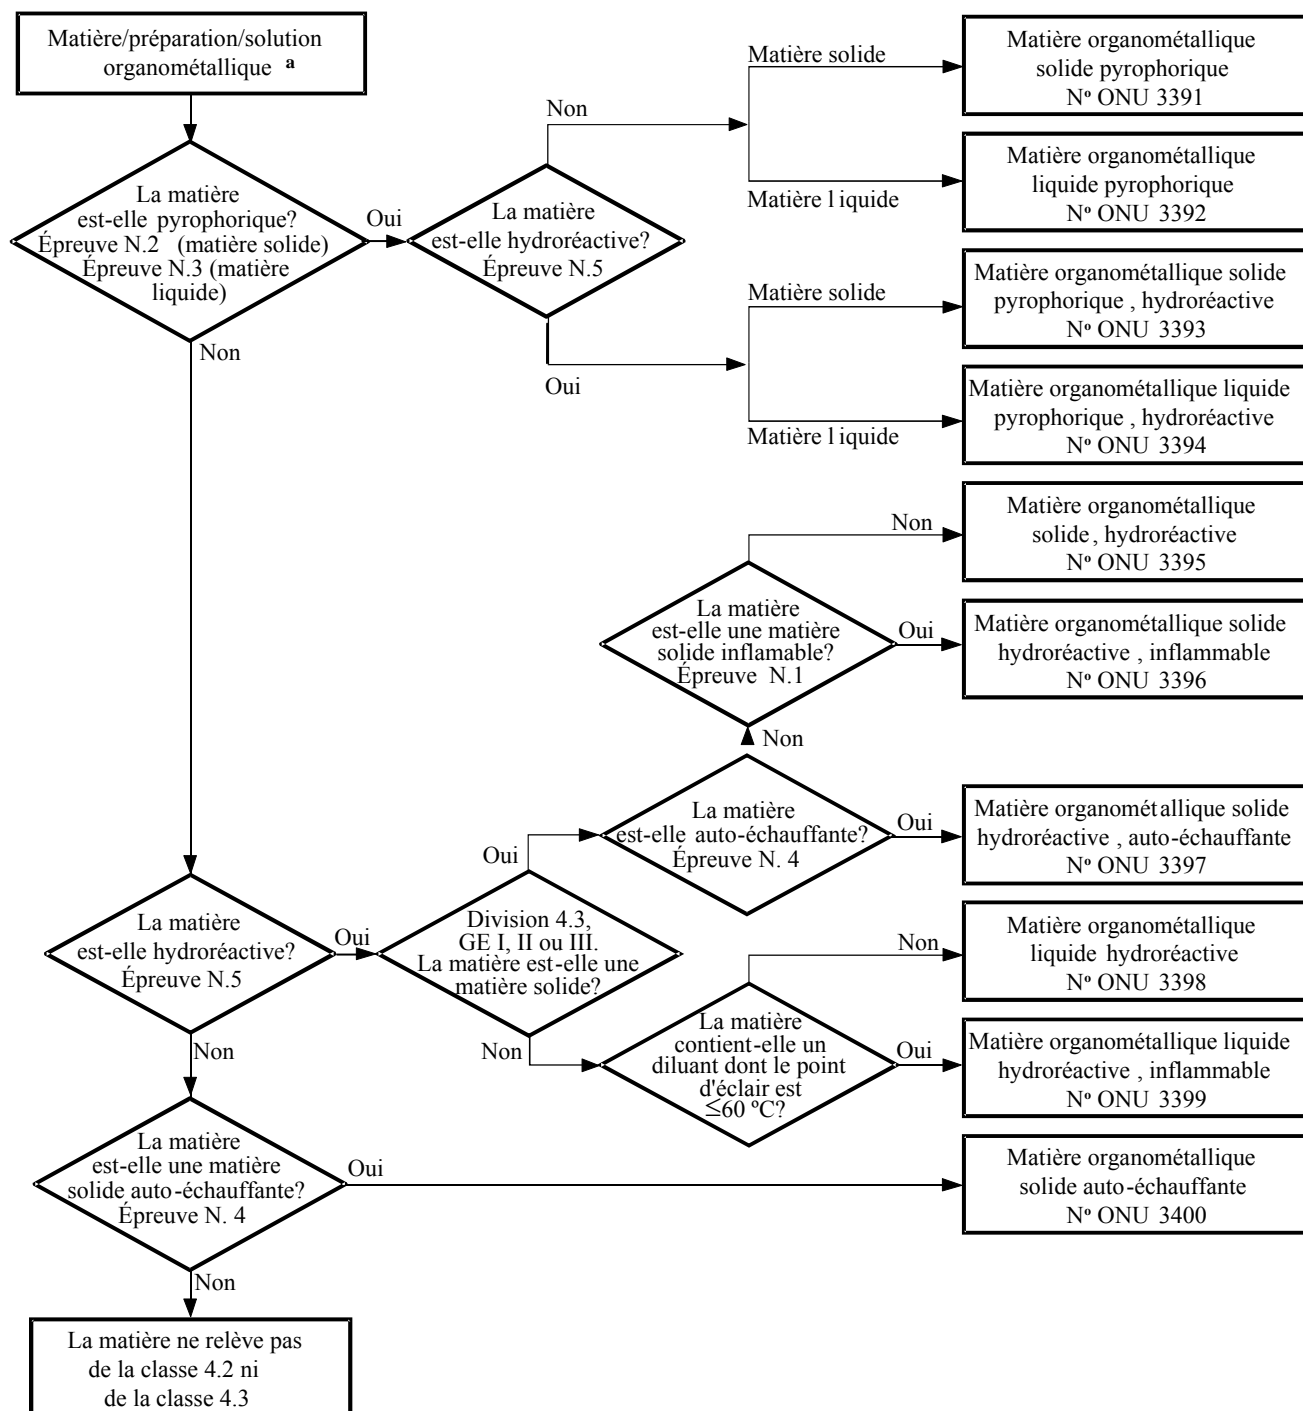 Matière/préparation/solution
organométallique a
La matière
est-elle pyrophorique?
Épreuve N.2 (matière solide)
Épreuve N.3 (matière
liquide)
Oui
Non
La matière
est-elle hydroréactive?
Épreuve N.5
Non
Oui
Matière solide
Matière l iquide
Matière organométallique
solide pyrophorique
Nº ONU 3391
Matière organométallique
liquide pyrophorique
Nº ONU 3392
Matière solide
Matière l iquide
Matière organométallique solide
pyrophorique , hydroréactive
Nº ONU 3393
Matière organométallique liquide
pyrophorique , hydroréactive
Nº ONU 3394
Non
Matière organométallique
solide, hydroréactive
Nº ONU 3395
La matière
est-elle une matière
solide inflamable?
Épreuve N.1
Oui
Matière organométallique solide
hydroréactive , inflammable
Nº ONU 3396
Non
La matière
est-elle auto-échauffante?
Épreuve N. 4
Oui
Matière organométallique solide
hydroréactive , auto-échauffante
Nº ONU 3397
La matière
est-elle hydroréactive?
Épreuve N.5
Oui
Non
Division 4.3,
GE I, II ou III.
La matière est-elle une
matière solide?
Oui
Non
La matière
contient-elle un
diluant dont le point
d'éclair est
≤60 ºC?
Non
Oui
Matière organométallique
liquide hydroréactive
Nº ONU 3398
Matière organométallique liquide
hydroréactive , inflammable
Nº ONU 3399
La matière
est-elle une matière
solide auto-échauffante?
Épreuve N. 4
Oui
Non
Matière organométallique
solide auto-échauffante
Nº ONU 3400
La matière ne relève pas
de la classe 4.2 ni
de la classe 4.3